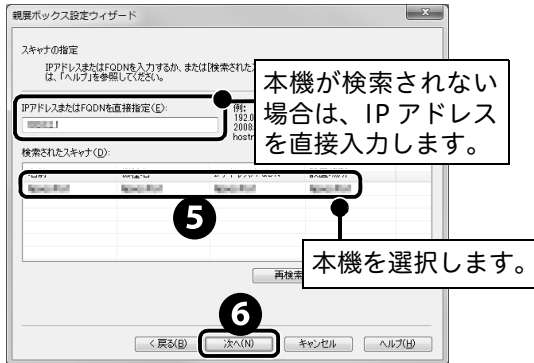 親展ボックス設定ウィザード
スキャナの指定
IPアドレスまたはFQDNを入力するか、または[検索されたス
は、「ヘルプ」を参照してください。
本機が検索されない
場合は、IP アドレス
を直接入力します。
IPアドレスまたはFQDNを直接指定(E):
例:
192.0
2008:
hostn
検索されたスキャナ(D):
5
本機を選択します。
再検索
6
< 戻る(B)
次へ(N)
キャンセル
ヘルプ(H)